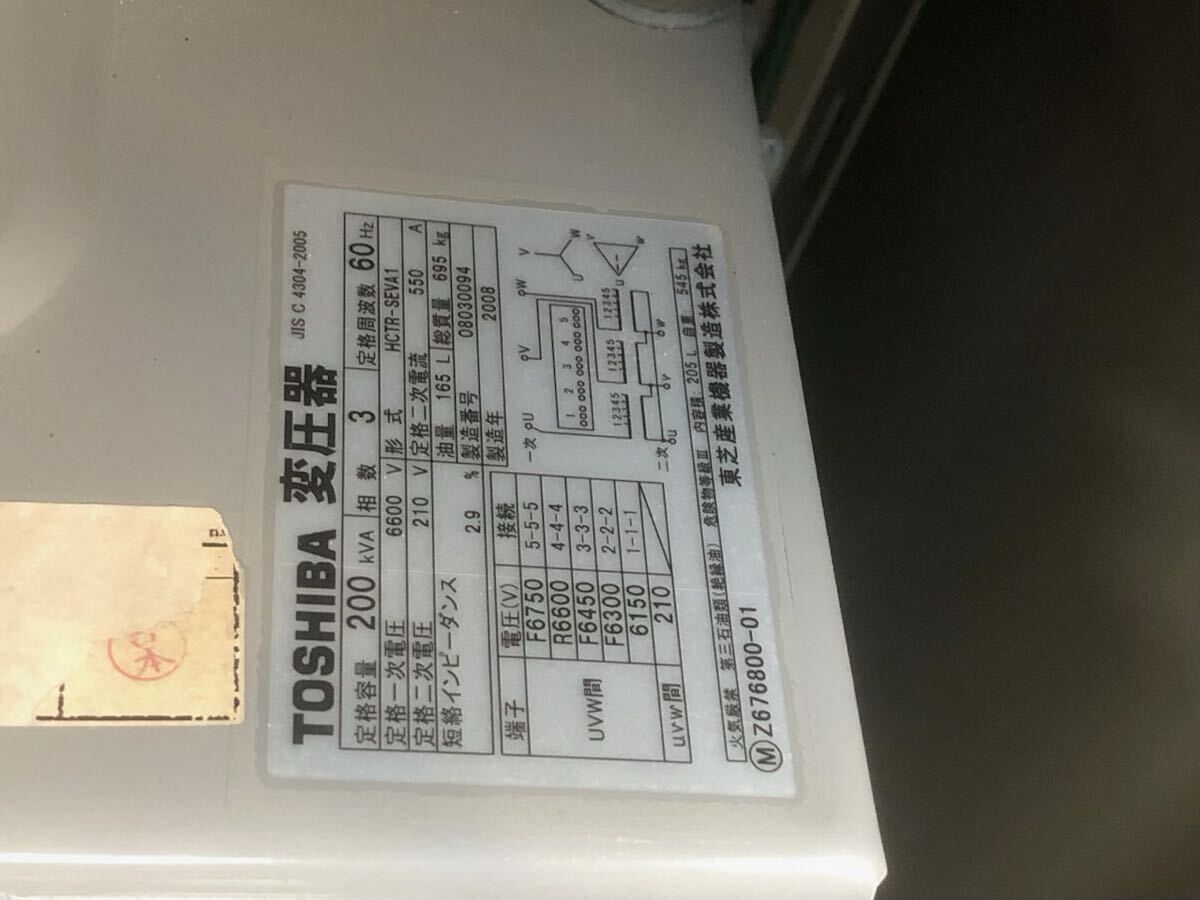 TOSHIBA 変圧器 JIS C 4304-2005
定格容量 200 kVA 相数 3 定格周波数 60 Hz
定格一次電圧 6600 V 形式 HCTR-SEVA1
定格二次電圧 210 V 定格二次電流 550 A
短絡インピーダンス 2.9 % 油量 165 L 総質量 695 kg
製造番号 08030094
製造年 2008
端子 電圧(V) 接続
UVW間 F6750 5-5-5
R6600 4-4-4
F6450 3-3-3
F6300 2-2-2
6150 1-1-1
uvw間 210
一次 U V W
1 2 3 4 5
12345 12345 12345
二次 u v w
U V W
u v w
火気厳禁 第三石油類(絶縁油) 危険物等級Ⅲ 内容積: 205 L 自重: 545 kg
Ⓜ Z676800-01 東芝産業機器製造株式会社